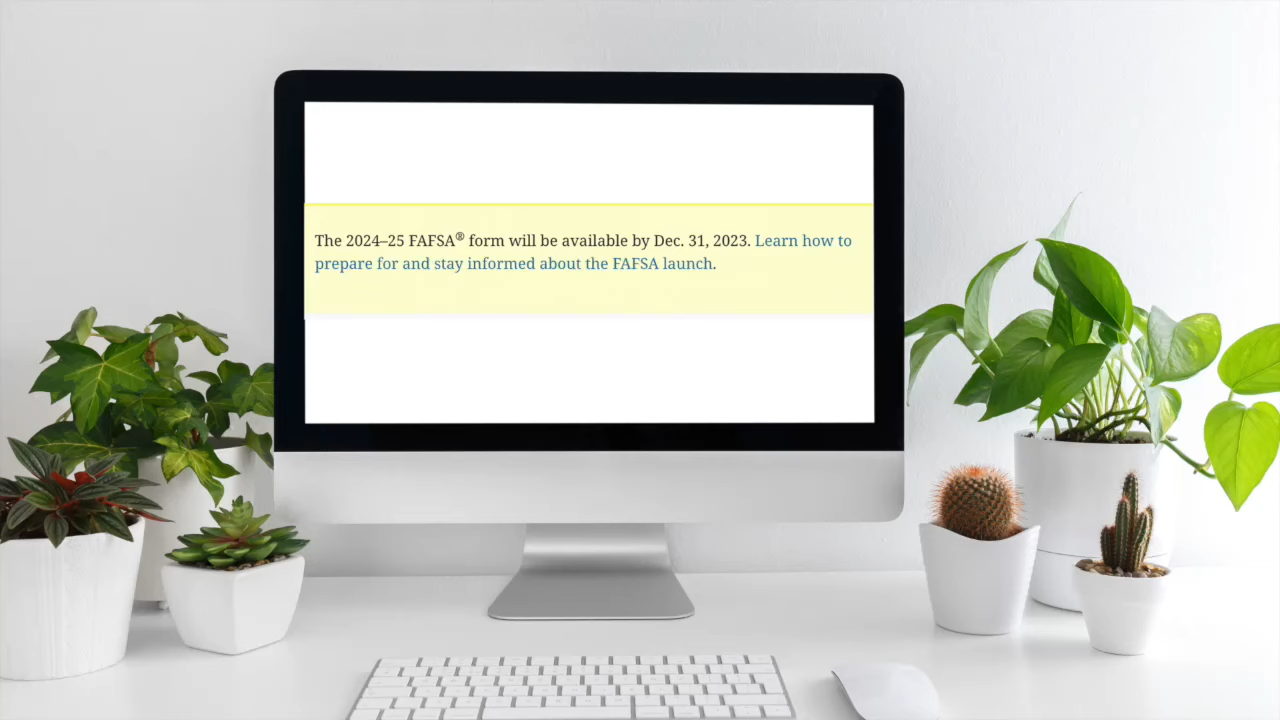 The 2024–25 FAFSA® form will be available by Dec. 31, 2023. Learn how to
prepare for and stay informed about the FAFSA launch.